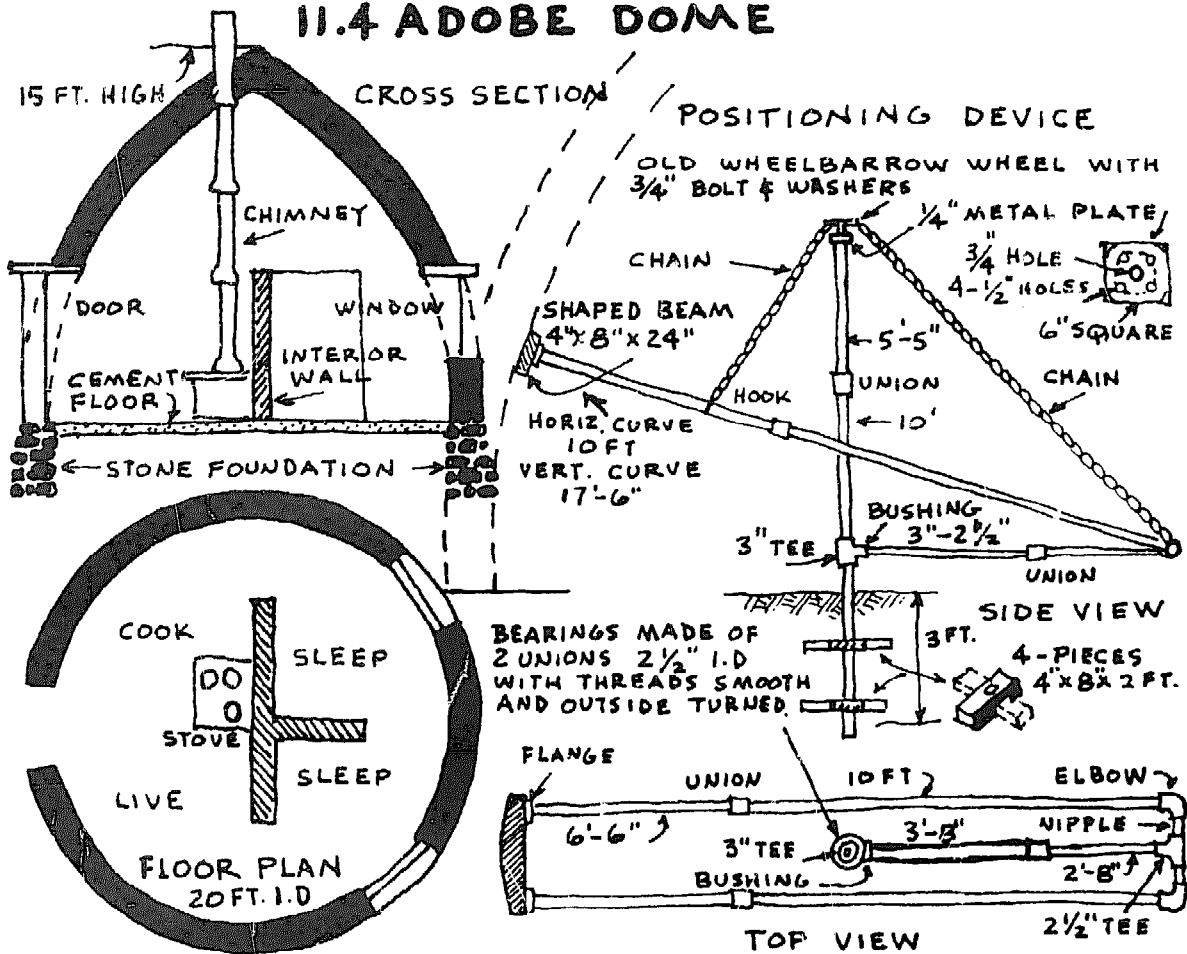 11.4 ADOBE DOME
15 FT. HIGH
CROSS SECTION
CHIMNEY
DOOR
WINDOW
INTERIOR
WALL
CEMENT
FLOOR
STONE FOUNDATION
POSITIONING DEVICE
OLD WHEELBARROW WHEEL WITH
3/4" BOLT & WASHERS
1/4" METAL PLATE
3/4" HOLE
4-1/2" HOLES
6" SQUARE
CHAIN
SHAPED BEAM
4"x 8"x 24"
5'-5"
UNION
CHAIN
HOOK
10'
HORIZ. CURVE
10 FT
VERT. CURVE
17'-6"
BUSHING
3"-2 1/2"
3" TEE
UNION
SIDE VIEW
3 FT.
4-PIECES
4"x8"x 2 FT.
BEARINGS MADE OF
2 UNIONS 2 1/2" I.D
WITH THREADS SMOOTH
AND OUTSIDE TURNED
COOK
SLEEP
STOVE
SLEEP
LIVE
FLOOR PLAN
20 FT. I.D
FLANGE
UNION
10 FT
ELBOW
6'-6"
3'-8"
NIPPLE
3" TEE
BUSHING
2'-8"
2 1/2" TEE
TOP VIEW